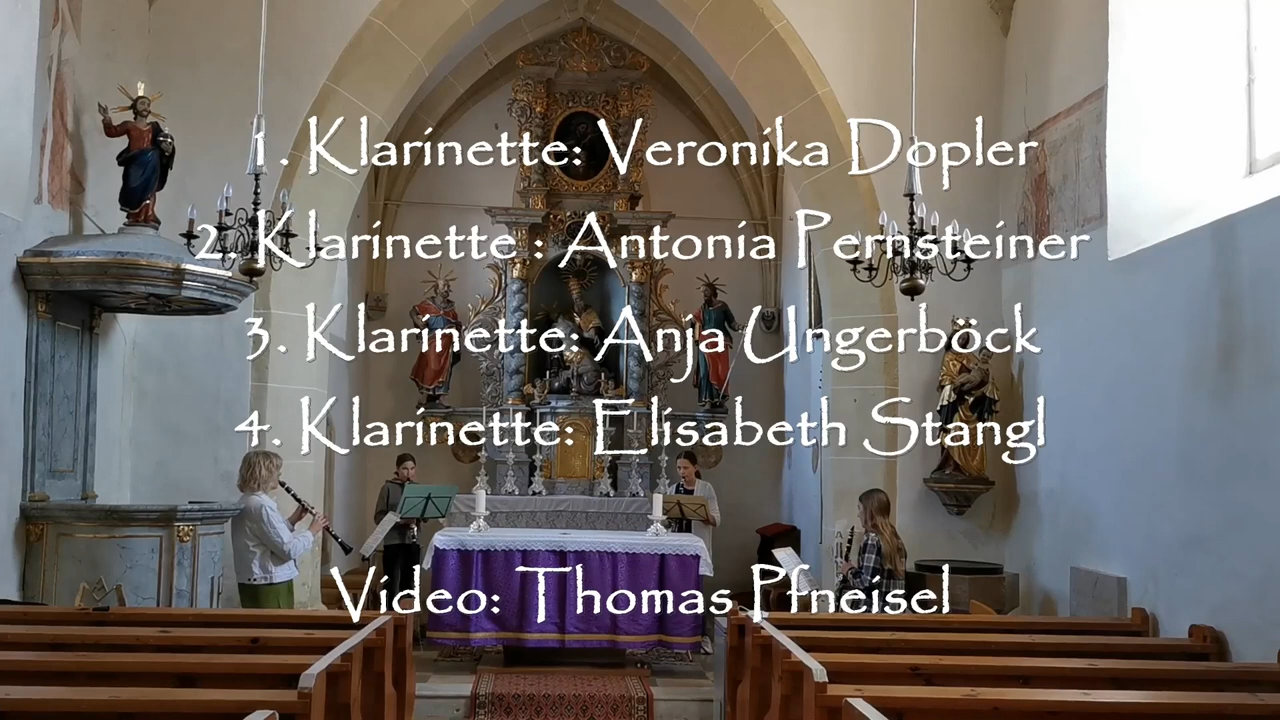 1. Klarinette: Veronika Dopler
2. Klarinette : Antonia Pernsteiner
3. Klarinette: Anja Ungerböck
4. Klarinette: Elisabeth Stangl
Video: Thomas Pfneisel